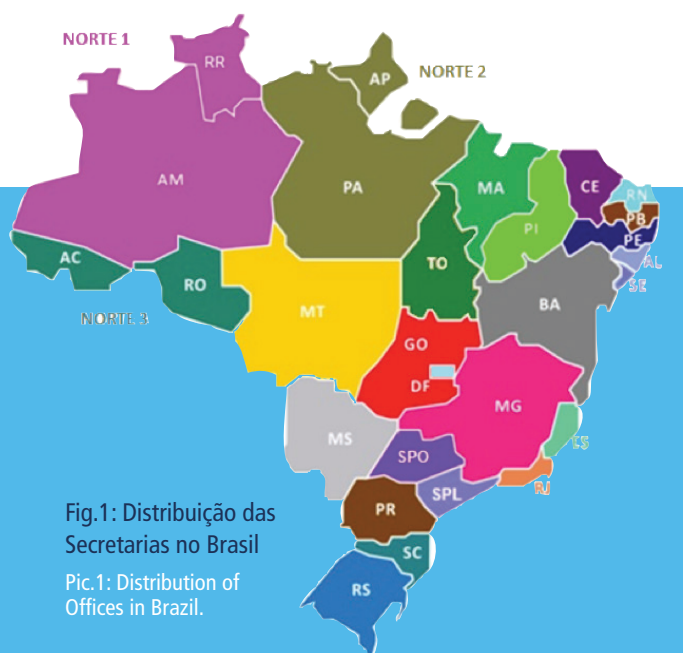 NORTE 1
RR
AP
NORTE 2
AM
PA
MA
CE
RN
PI
PB
PE
AC
RO
TO
AL
SE
NORTE 3
MT
BA
GO
DF
MG
MS
ES
SPO
SPL
RJ
PR
SC
RS
Fig.1: Distribuição das
Secretarias no Brasil
Pic.1: Distribution of
Offices in Brazil.